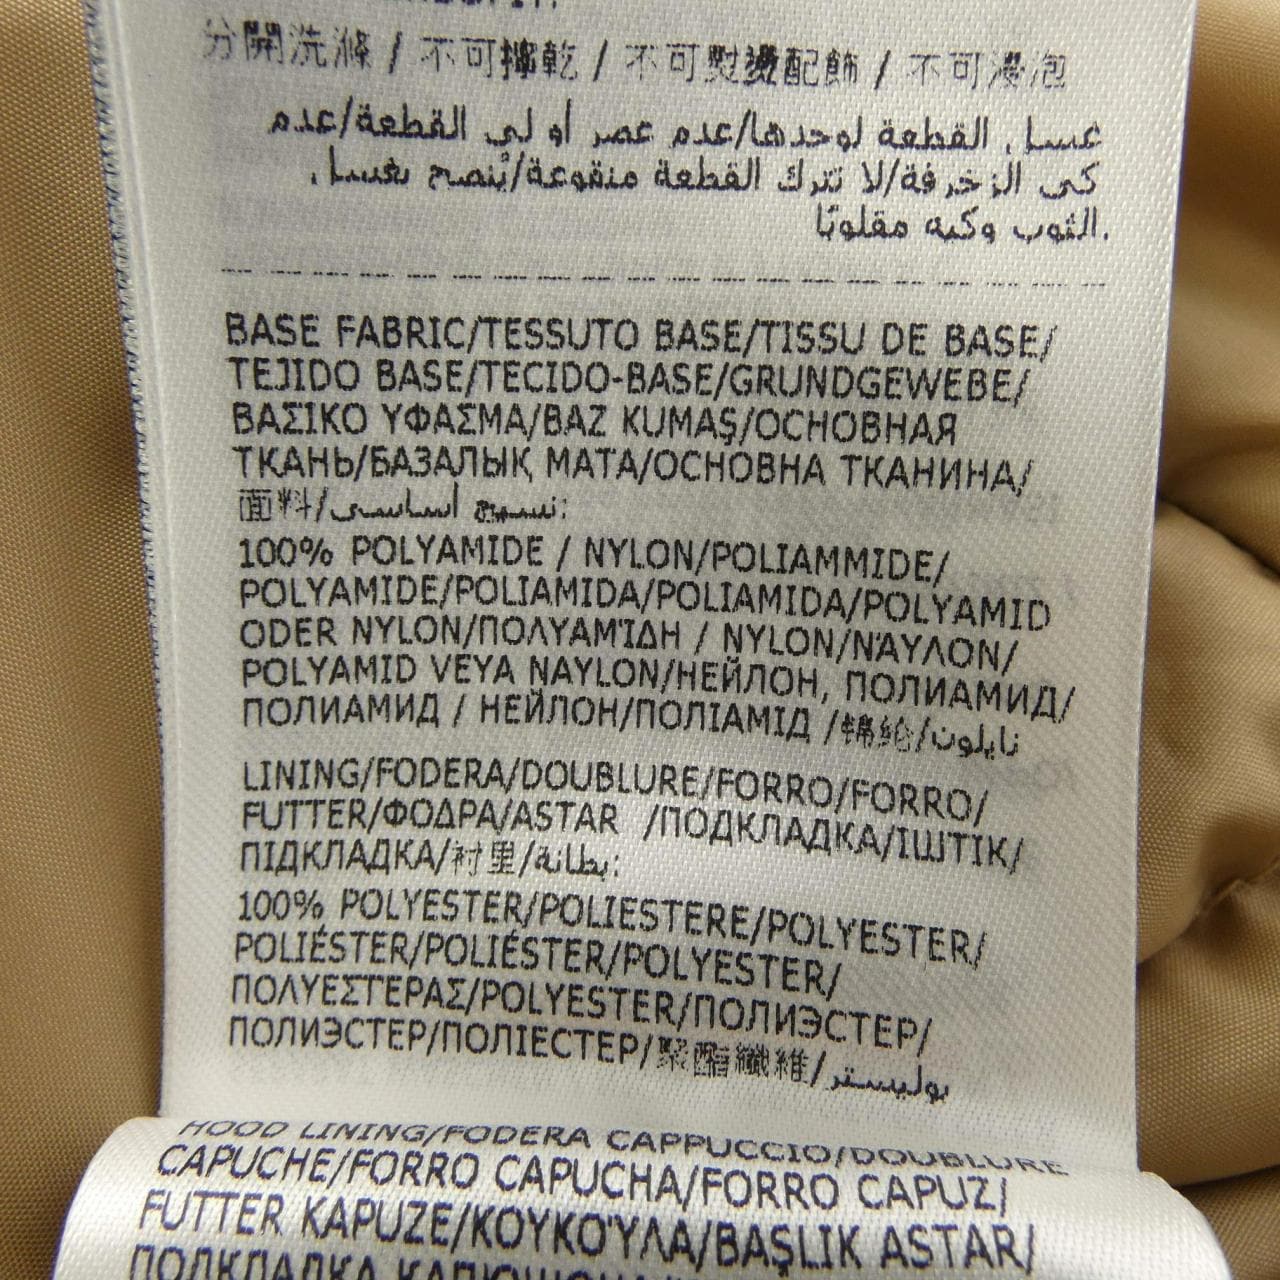 分開洗滌 / 不可擰乾 / 不可熨燙配飾 / 不可浸泡
غسل القطعة لوحدها/عدم عصر أو لي القطعة/عدم
كي الزخرفة/لا تترك القطعة منقوعة/يُنصح بغسل
الثوب وكيه مقلوبًا.
BASE FABRIC/TESSUTO BASE/TISSU DE BASE/
TEJIDO BASE/TECIDO-BASE/GRUNDGEWEBE/
ΒΑΣΙΚΟ ΥΦΑΣΜΑ/BAZ KUMAŞ/ОСНОВНАЯ
ТКАНЬ/БАЗАЛЫҚ МАТА/ОСНОВНА ТКАНИНА/
面料/نسيج أساسي:
100% POLYAMIDE / NYLON/POLIAMMIDE/
POLYAMIDE/POLIAMIDA/POLIAMIDA/POLYAMID
ODER NYLON/ΠΟΛΥΑΜΊΔΗ / NYLON/ΝΆΥΛΟΝ/
POLYAMID VEYA NAYLON/НЕЙЛОН, ПОЛИАМИД/
ПОЛИАМИД / НЕЙЛОН/ПОЛІАМІД /锦纶/نايلون
LINING/FODERA/DOUBLURE/FORRO/FORRO/
FUTTER/ΦΟΔΡΑ/ASTAR /ПОДКЛАДКА/ІШТІК/
ПІДКЛАДКА/衬里/بطانة:
100% POLYESTER/POLIESTERE/POLYESTER/
POLIÉSTER/POLIÉSTER/POLYESTER/
ΠΟΛΥΕΣΤΕΡΑΣ/POLYESTER/ПОЛИЭСТЕР/
ПОЛИЭСТЕР/ПОЛІЕСТЕР/聚酯纖維/بوليستر
HOOD LINING/FODERA CAPPUCCIO/DOUBLURE
CAPUCHE/FORRO CAPUCHA/FORRO CAPUZ/
FUTTER KAPUZE/ΚΟΥΚΟΎΛΑ/BAŞLIK ASTAR/
ПОДКЛАДКА КАПЮШОНА/